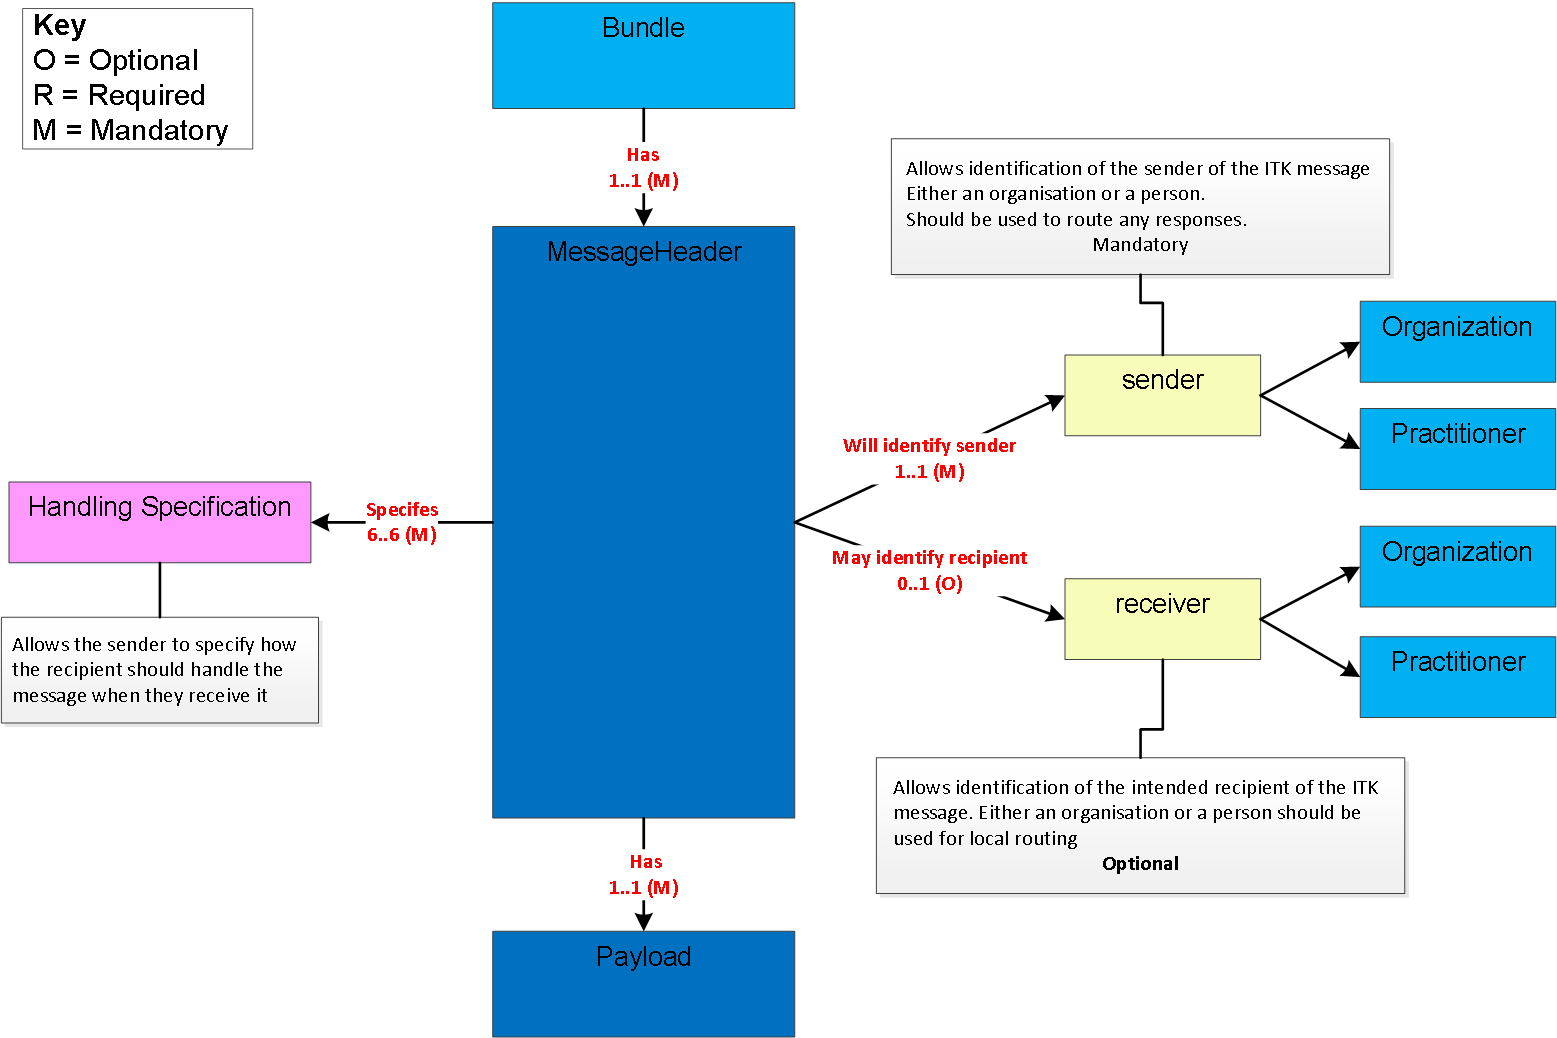 Key
O = Optional
R = Required
M = Mandatory
Bundle
Has
1..1 (M)
MessageHeader
Allows identification of the sender of the ITK message
Either an organisation or a person.
Should be used to route any responses.
Mandatory
Organization
sender
Practitioner
Will identify sender
1..1 (M)
Handling Specification
Specifes
6..6 (M)
May identify recipient
0..1 (O)
Organization
receiver
Practitioner
Allows the sender to specify how
the recipient should handle the
message when they receive it
Allows identification of the intended recipient of the ITK
message. Either an organisation or a person should be
used for local routing
Optional
Has
1..1 (M)
Payload